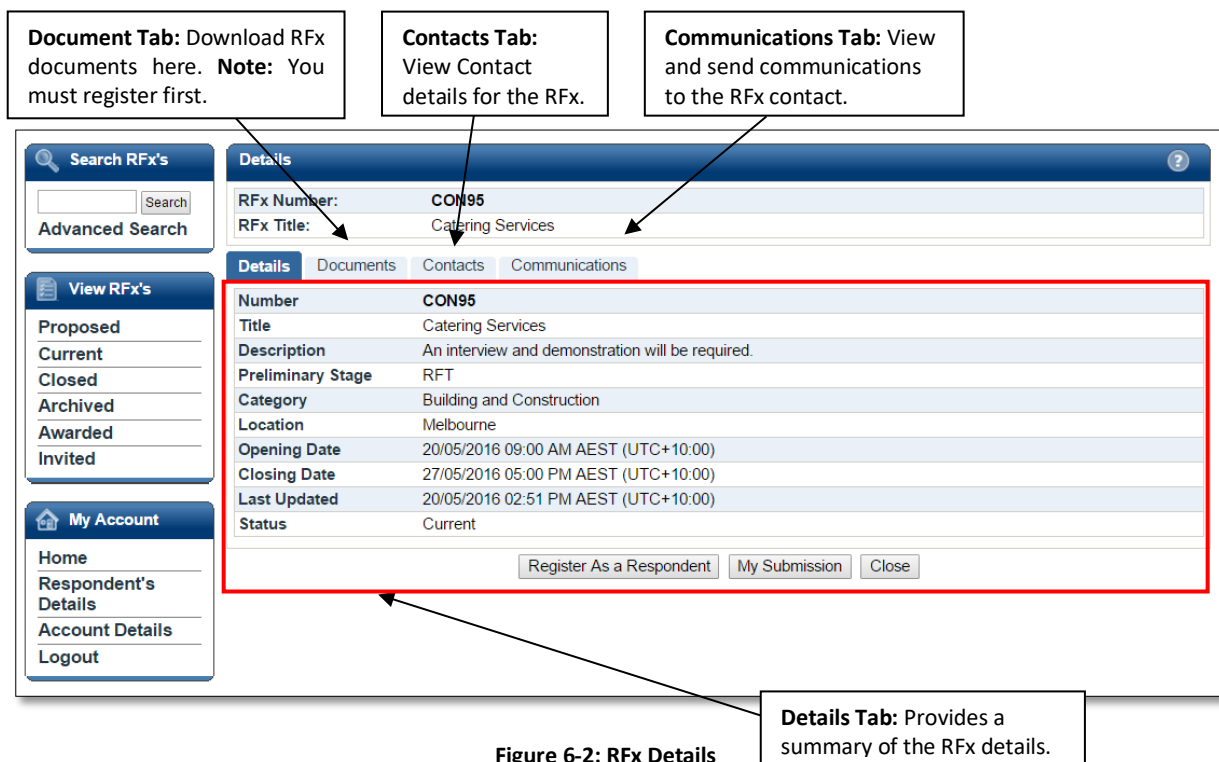 Document Tab: Download RFx
documents here. Note: You
must register first.
Contacts Tab:
View Contact
details for the RFx.
Communications Tab: View
and send communications
to the RFx contact.
Search RFx's
Search
Advanced Search
View RFx's
Proposed
Current
Closed
Archived
Awarded
Invited
My Account
Home
Respondent's
Details
Account Details
Logout
Details
?
RFx Number: CON95
RFx Title: Catering Services
Details Documents Contacts Communications
Number CON95
Title Catering Services
Description An interview and demonstration will be required.
Preliminary Stage RFT
Category Building and Construction
Location Melbourne
Opening Date 20/05/2016 09:00 AM AEST (UTC+10:00)
Closing Date 27/05/2016 05:00 PM AEST (UTC+10:00)
Last Updated 20/05/2016 02:51 PM AEST (UTC+10:00)
Status Current
Register As a Respondent My Submission Close
Details Tab: Provides a
summary of the RFx details.
Figure 6-2: RFx Details